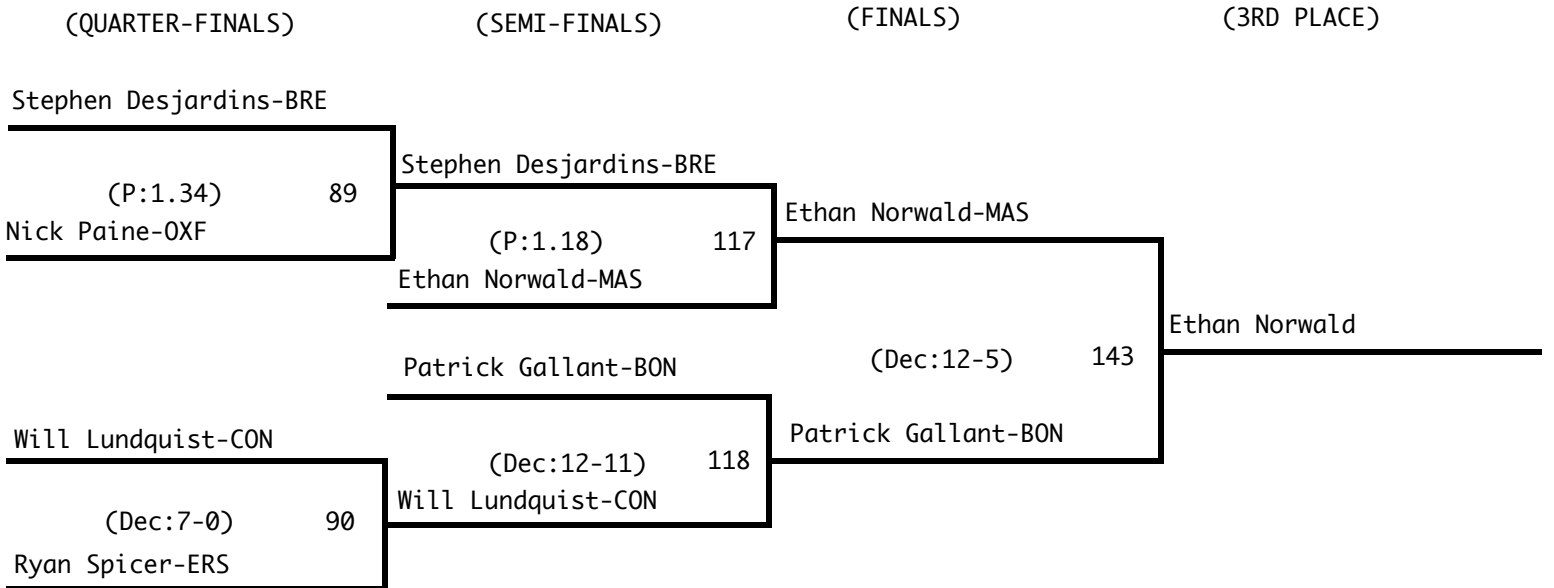 (QUARTER-FINALS) (SEMI-FINALS) (FINALS) (3RD PLACE)
Stephen Desjardins-BRE
(P:1.34) 89
Nick Paine-OXF
Stephen Desjardins-BRE
(P:1.18) 117
Ethan Norwald-MAS
Ethan Norwald-MAS
(Dec:12-5) 143
Patrick Gallant-BON
Ethan Norwald
Patrick Gallant-BON
(Dec:12-11) 118
Will Lundquist-CON
Will Lundquist-CON
(Dec:7-0) 90
Ryan Spicer-ERS